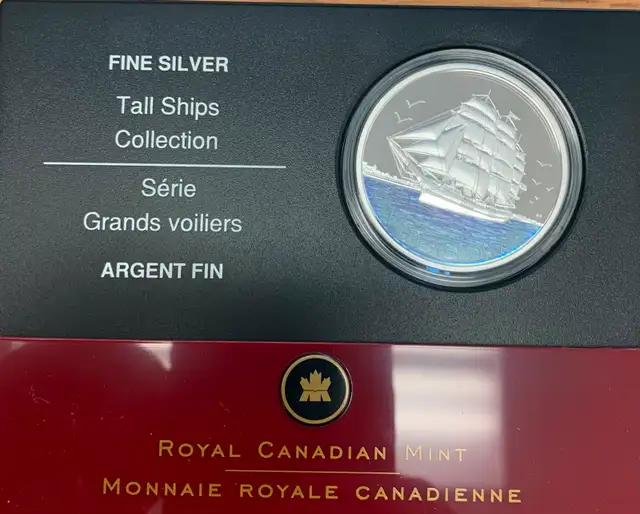 FINE SILVER
Tall Ships
Collection
Série
Grands voiliers
ARGENT FIN
ROYAL CANADIAN MINT
MONNAIE ROYALE CANADIENNE